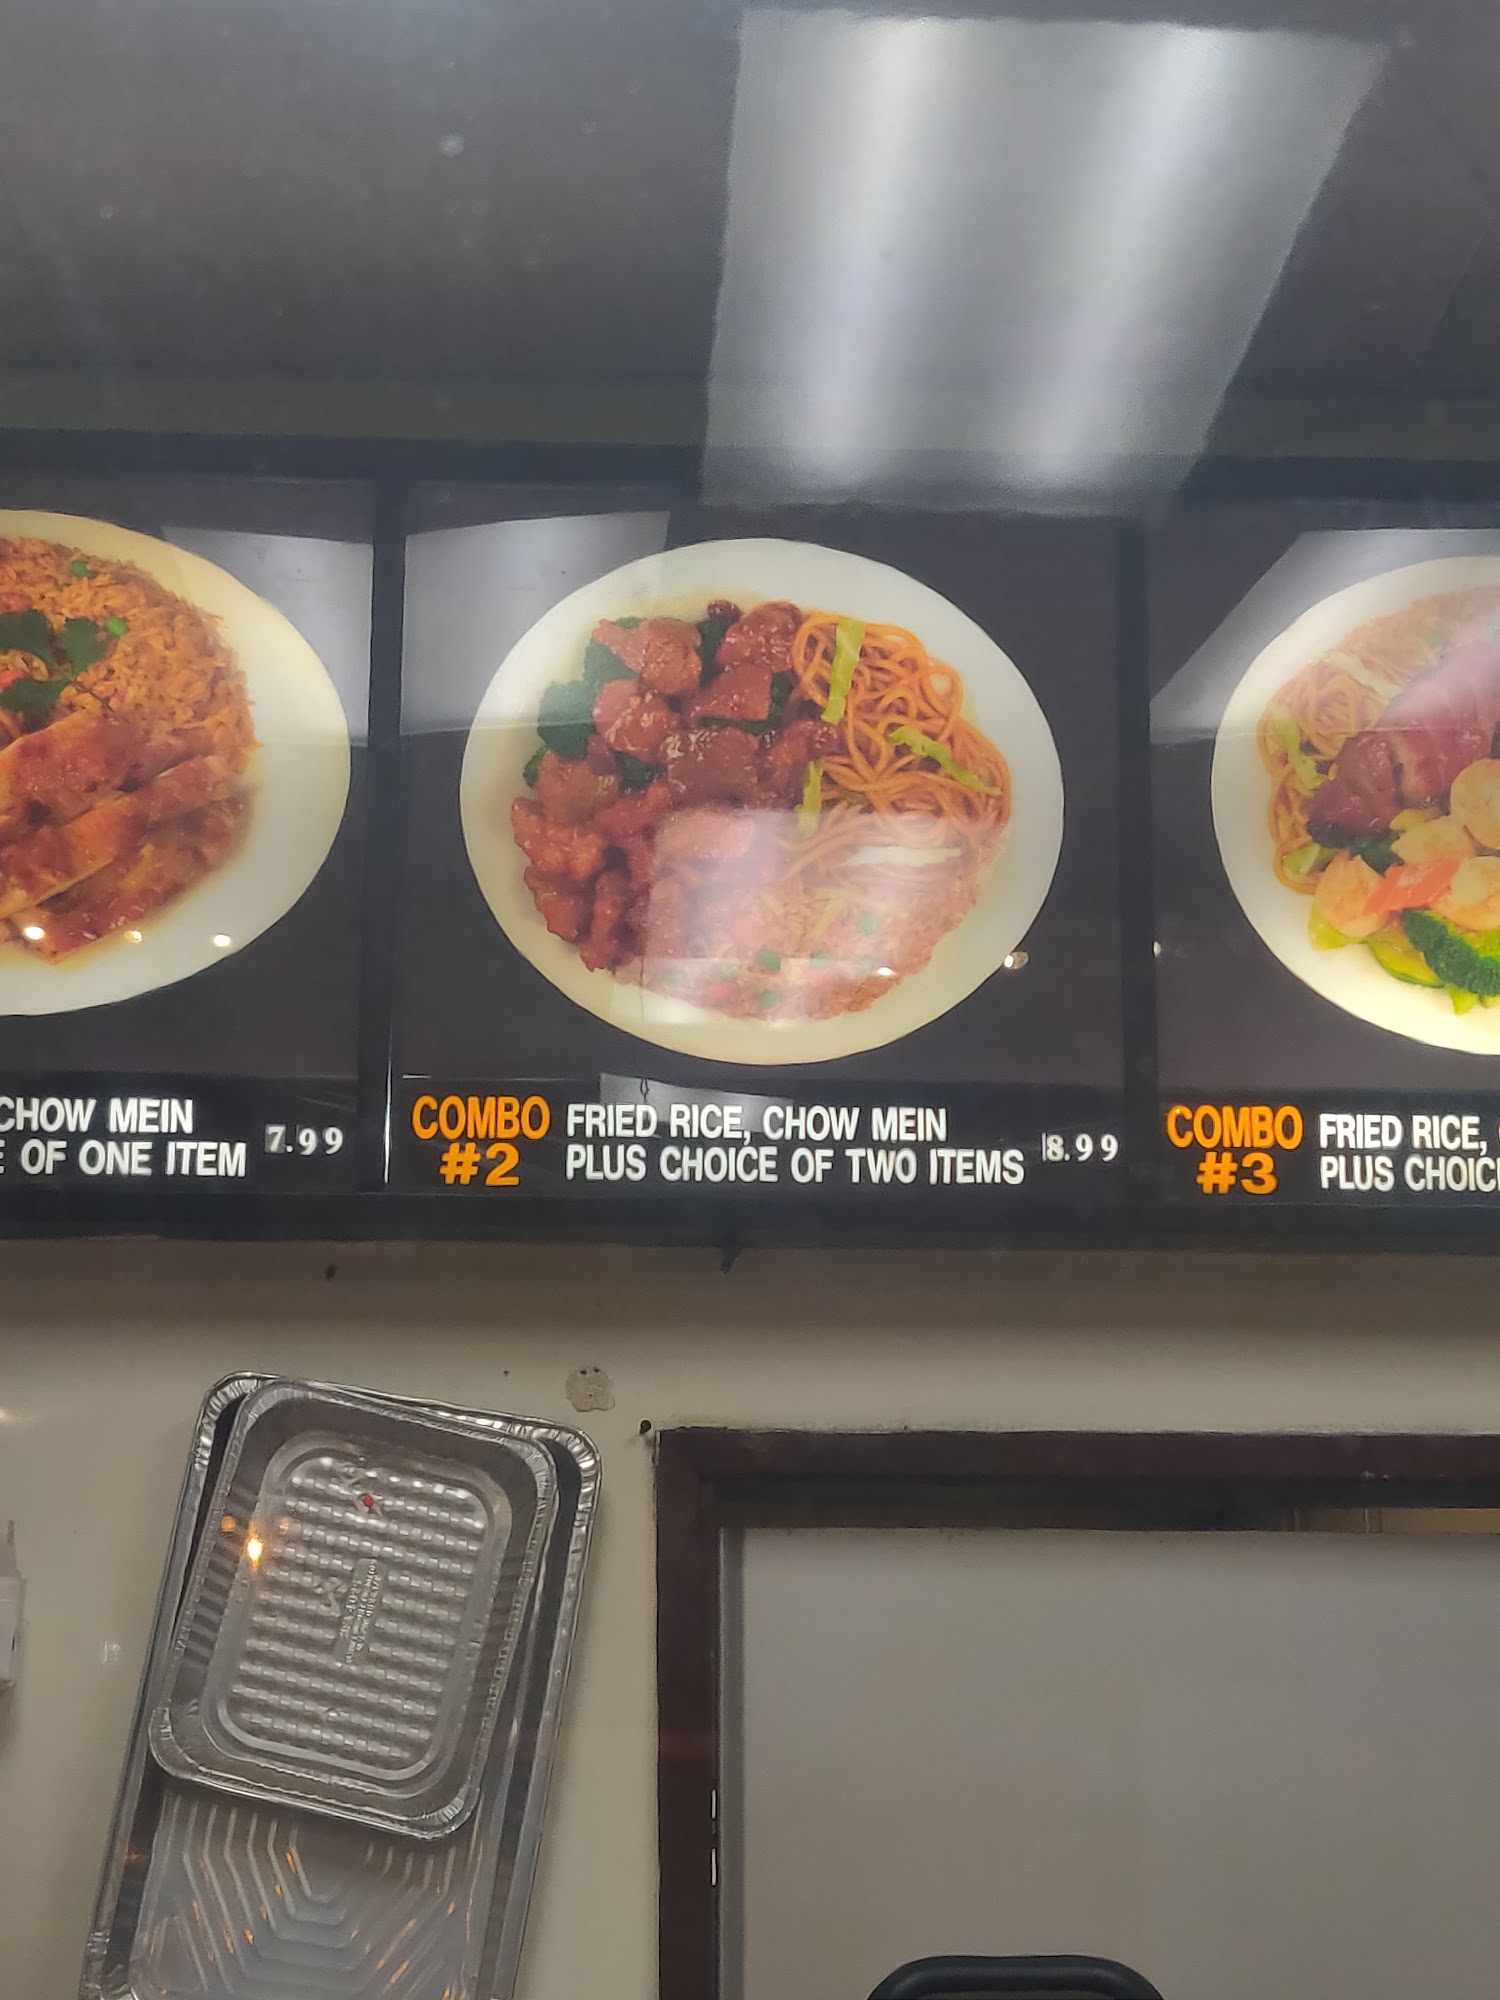 CHOW MEIN
OF ONE ITEM
7.99
COMBO
#2
FRIED RICE, CHOW MEIN
PLUS CHOICE OF TWO ITEMS
8.99
COMBO
#3
FRIED RICE,
PLUS